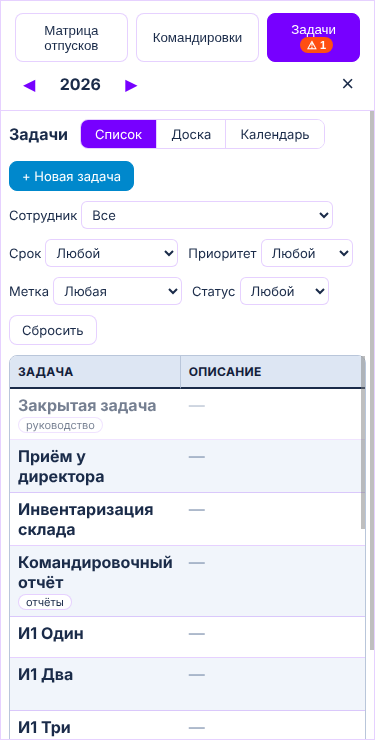 Матрица
отпусков
Командировки
Задачи
⚠ 1
◀ 2026 ▶ ×
Задачи Список Доска Календарь
+ Новая задача
Сотрудник Все
Срок Любой Приоритет Любой
Метка Любая Статус Любой
Сбросить
ЗАДАЧА ОПИСАНИЕ
Закрытая задача —
руководство
Приём у —
директора
Инвентаризация —
склада
Командировочный —
отчёт
отчёты
И1 Один —
И1 Два —
И1 Три —